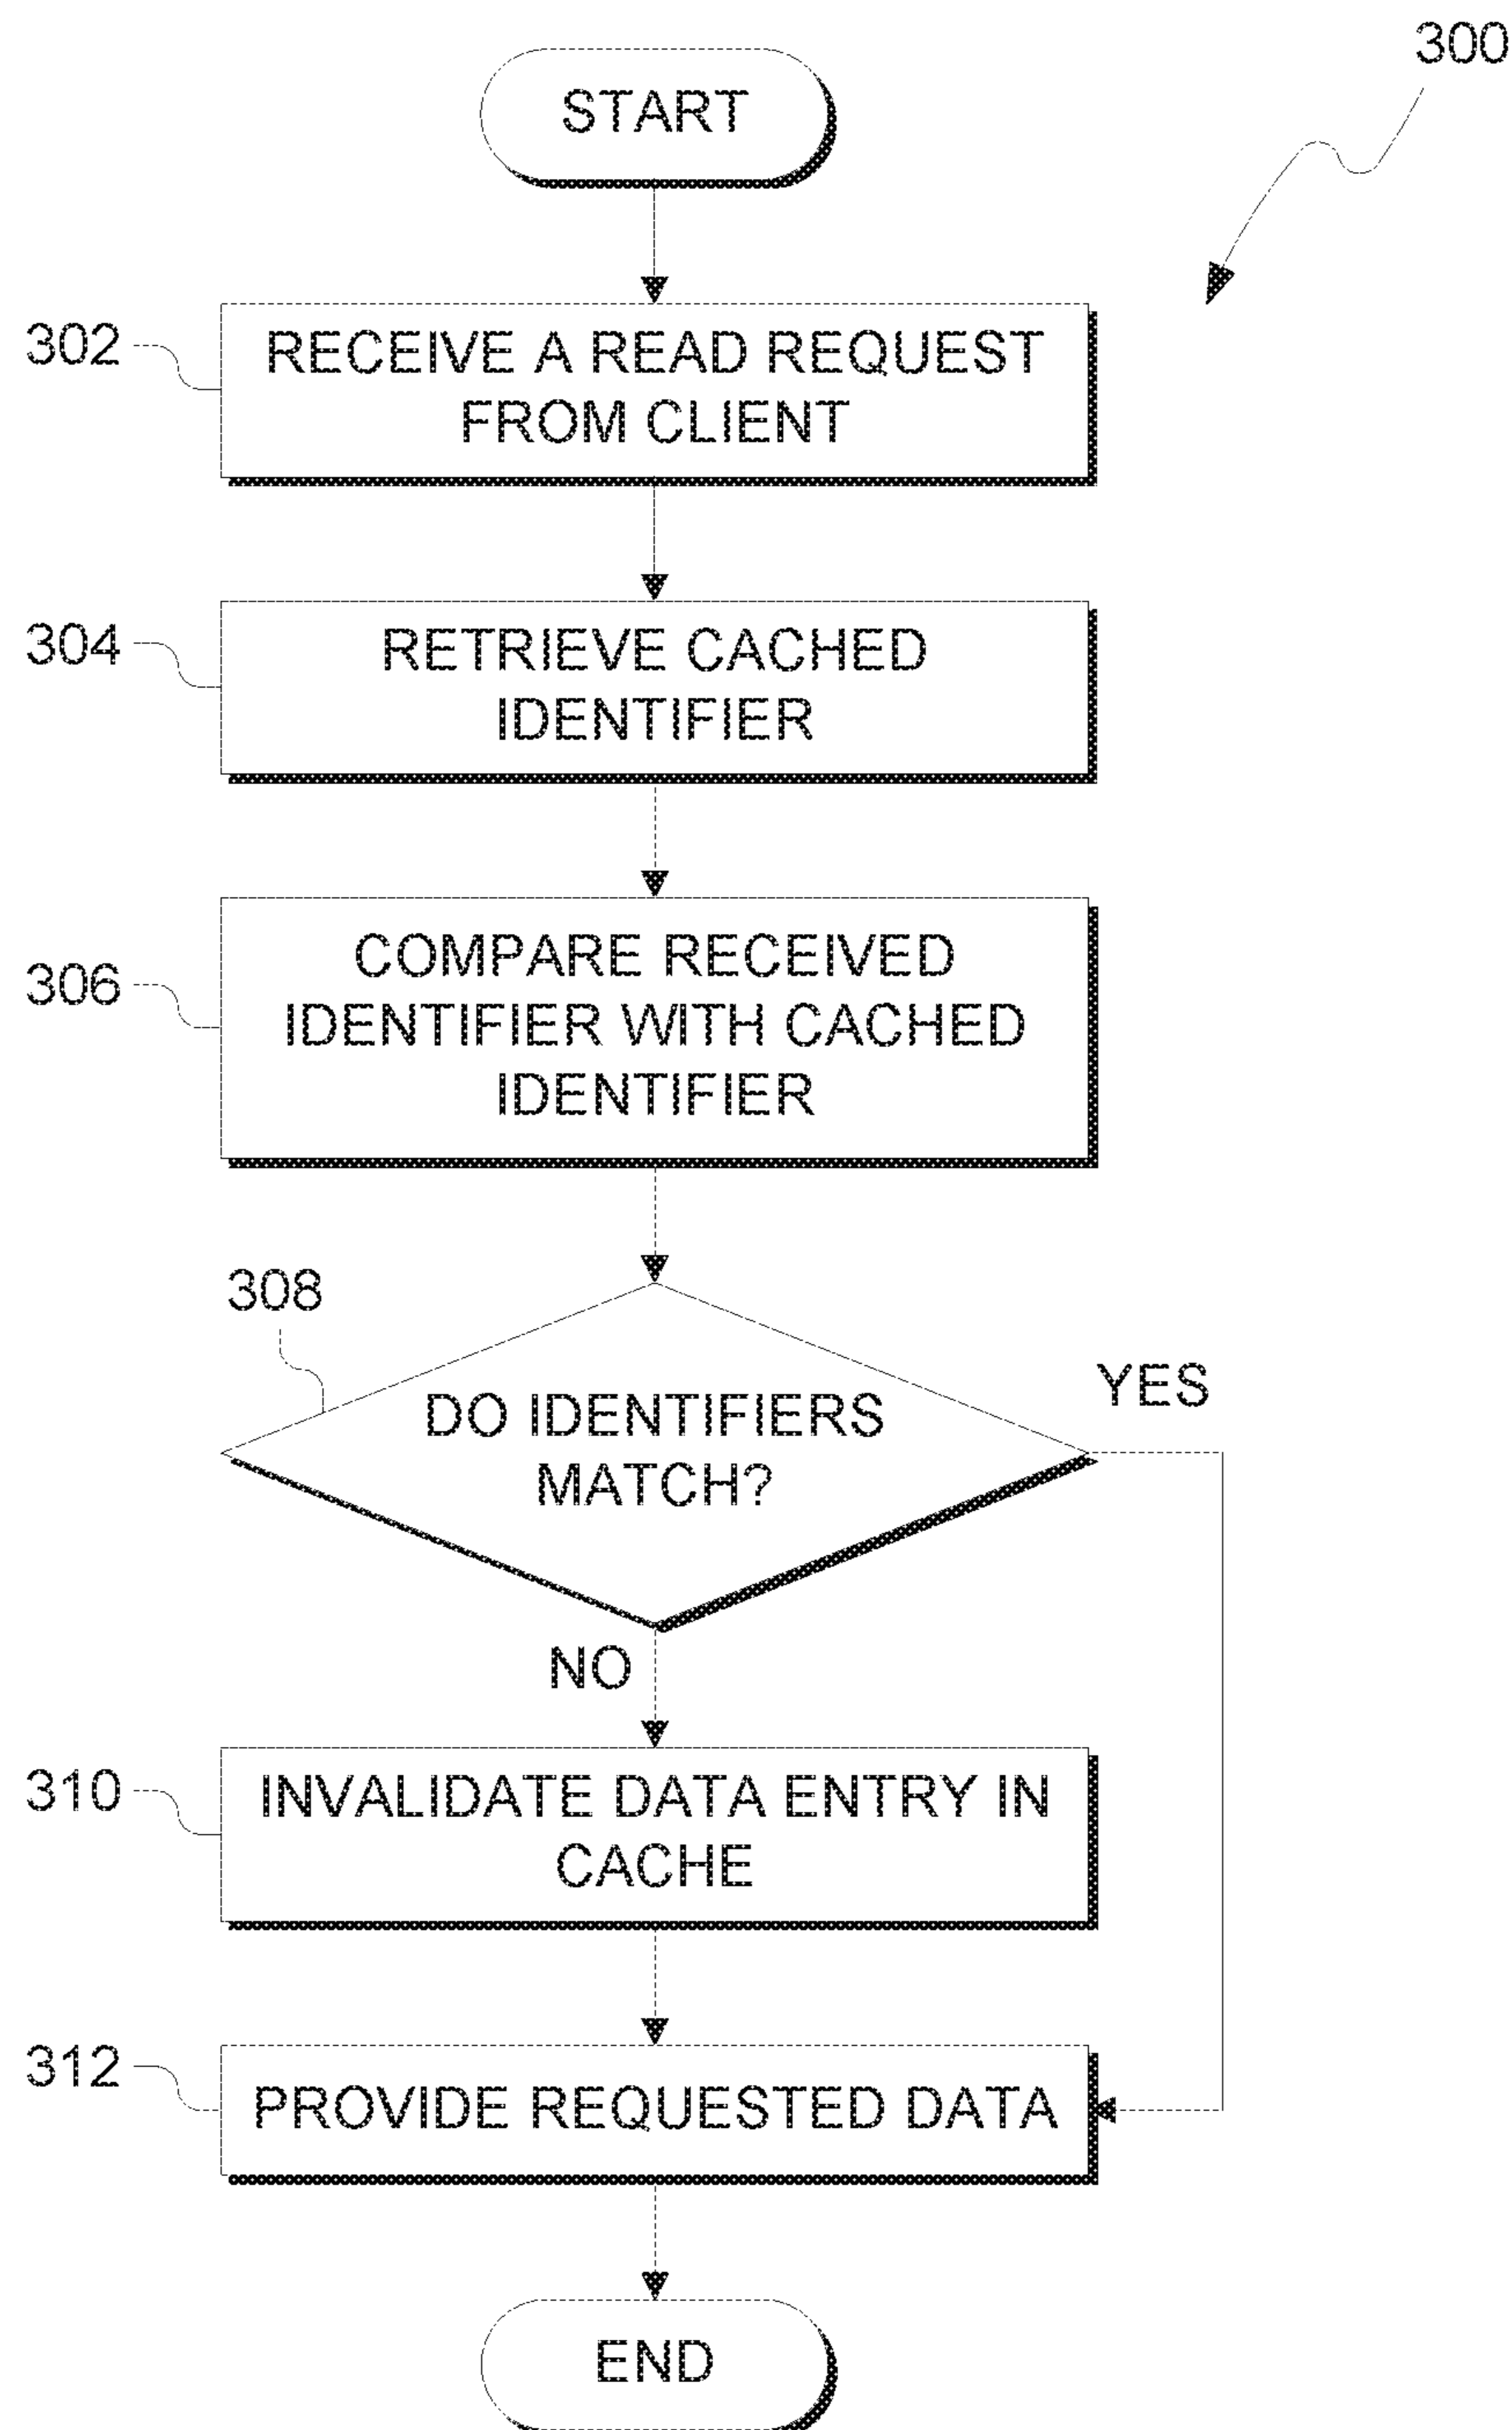 300
START
302
RECEIVE A READ REQUEST
FROM CLIENT
304
RETRIEVE CACHED
IDENTIFIER
306
COMPARE RECEIVED
IDENTIFIER WITH CACHED
IDENTIFIER
308
DO IDENTIFIERS
MATCH?
YES
NO
310
INVALIDATE DATA ENTRY IN
CACHE
312
PROVIDE REQUESTED DATA
END